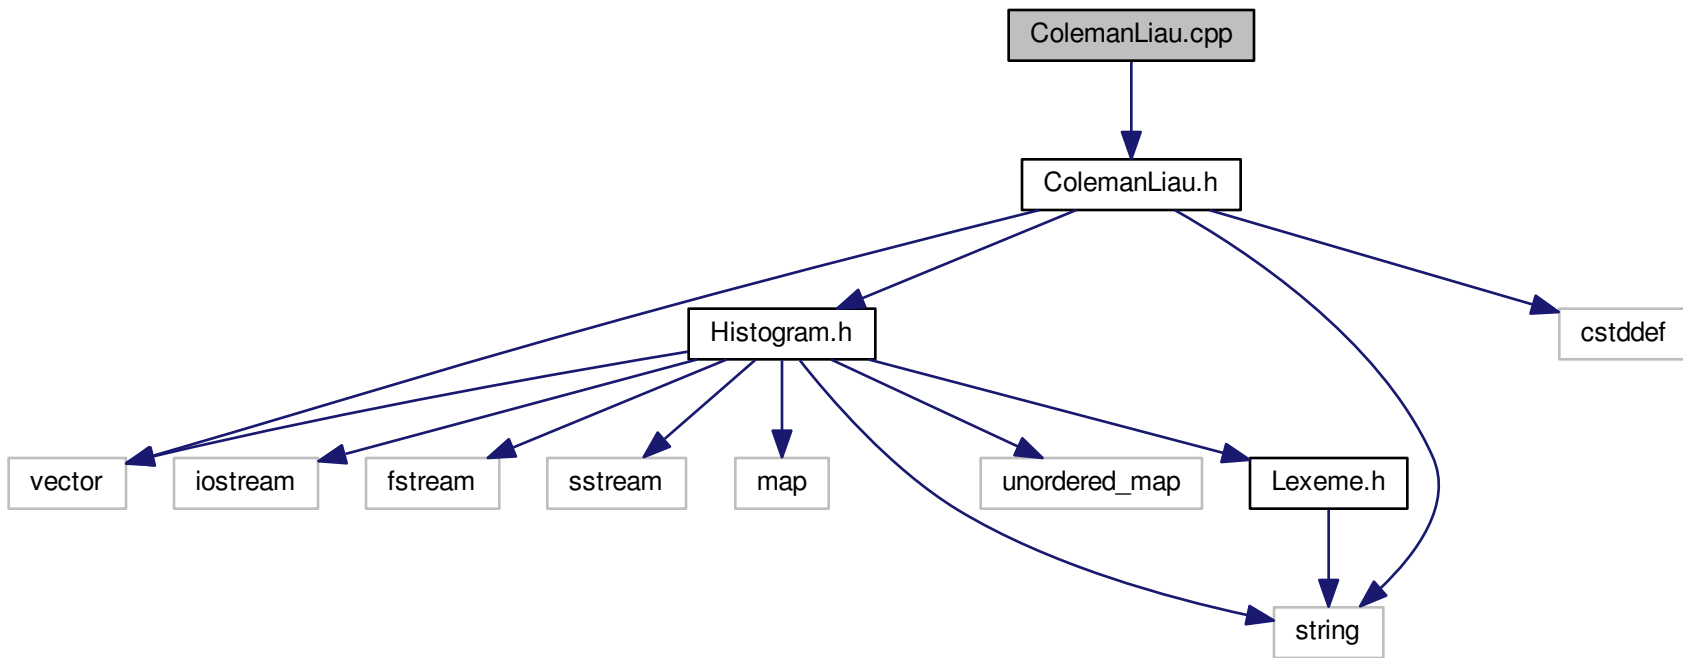 ColemanLiau.cpp
ColemanLiau.h
Histogram.h
cstddef
vector
iostream
fstream
sstream
map
unordered_map
Lexeme.h
string